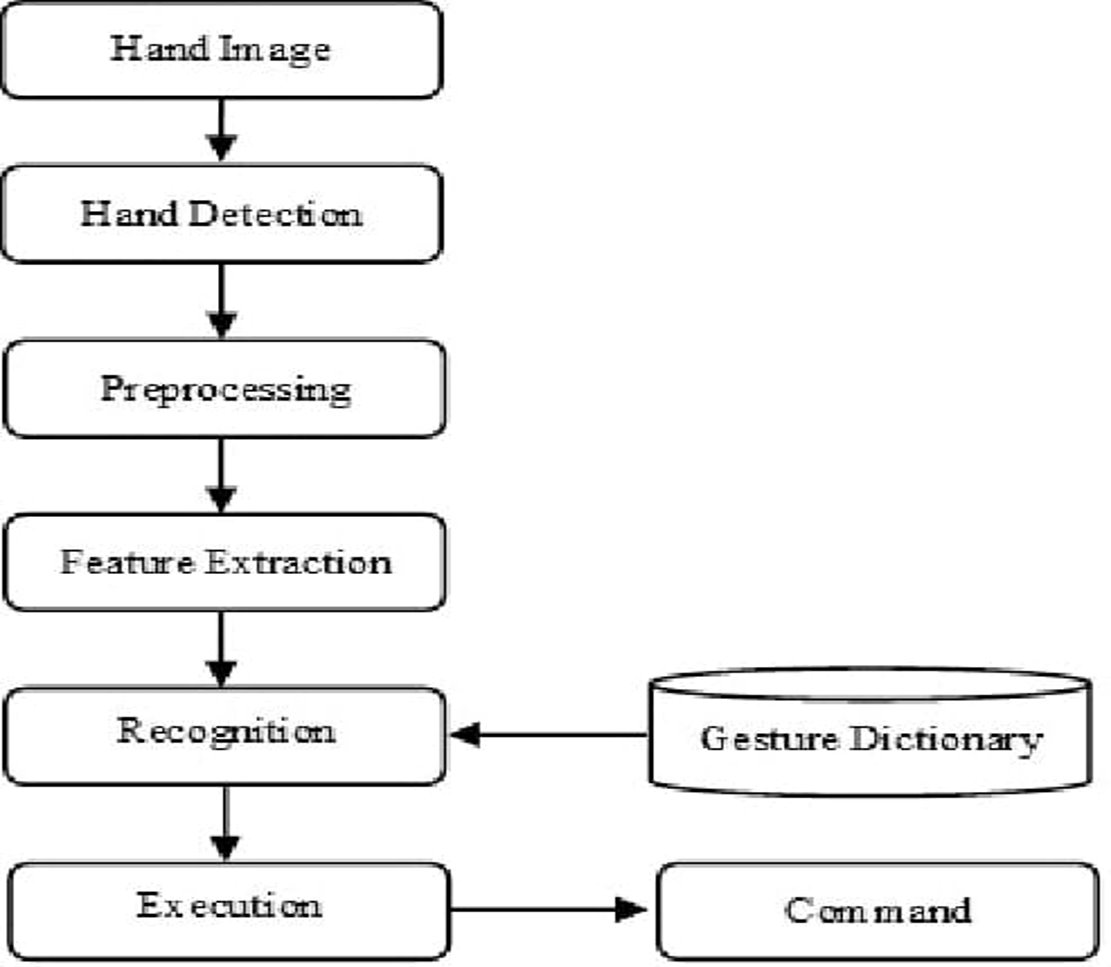 Hand Image
Hand Detection
Preprocessing
Feature Extraction
Recognition
Gesture Dictionary
Execution
Command